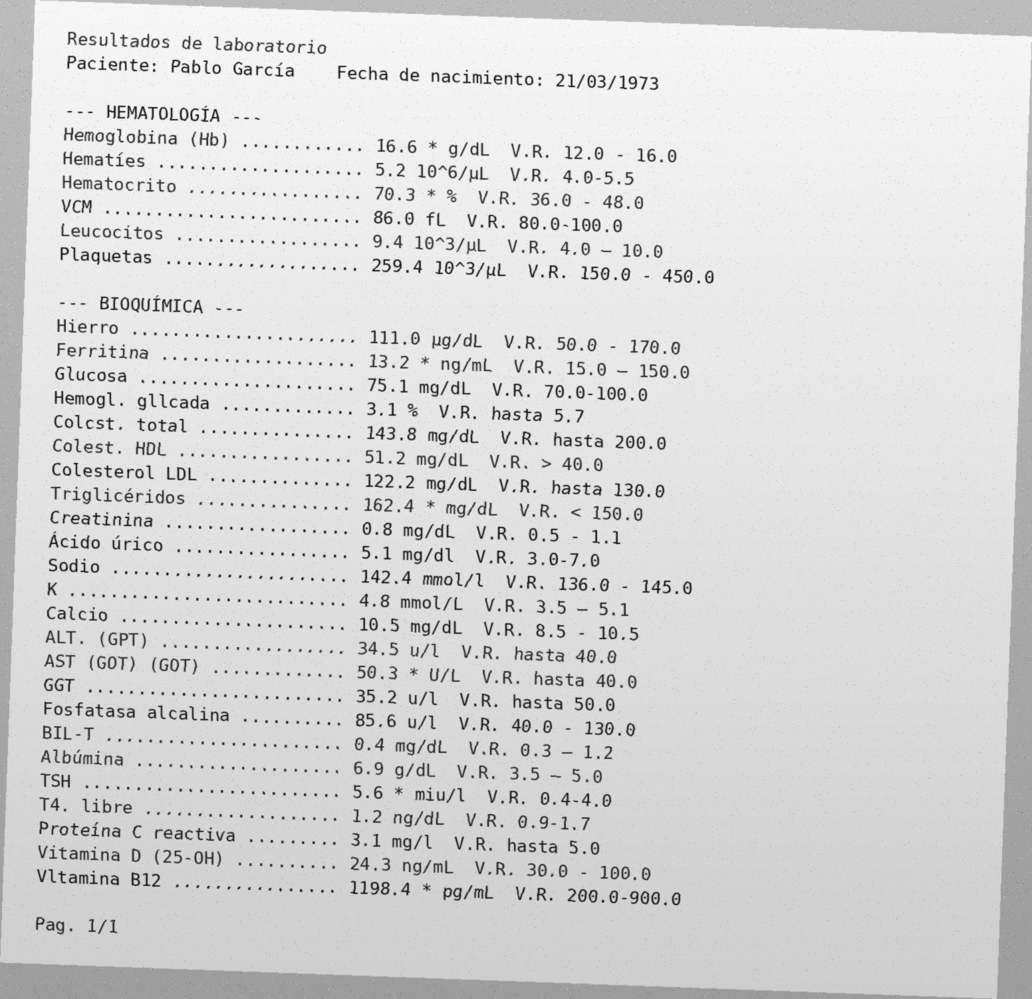 Resultados de laboratorio
Paciente: Pablo García    Fecha de nacimiento: 21/03/1973

--- HEMATOLOGÍA ---
Hemoglobina (Hb) ............ 16.6 * g/dL  V.R. 12.0 - 16.0
Hematíes .................... 5.2 10^6/µL  V.R. 4.0-5.5
Hematocrito ................. 70.3 * %  V.R. 36.0 - 48.0
VCM ......................... 86.0 fL  V.R. 80.0-100.0
Leucocitos .................. 9.4 10^3/µL  V.R. 4.0 – 10.0
Plaquetas ................... 259.4 10^3/µL  V.R. 150.0 - 450.0

--- BIOQUÍMICA ---
Hierro ...................... 111.0 µg/dL  V.R. 50.0 - 170.0
Ferritina ................... 13.2 * ng/mL  V.R. 15.0 – 150.0
Glucosa ..................... 75.1 mg/dL  V.R. 70.0-100.0
Hemogl. gllcada ............. 3.1 %  V.R. hasta 5.7
Colcst. total ............... 143.8 mg/dL  V.R. hasta 200.0
Colest. HDL ................. 51.2 mg/dL  V.R. > 40.0
Colesterol LDL .............. 122.2 mg/dL  V.R. hasta 130.0
Triglicéridos ............... 162.4 * mg/dL  V.R. < 150.0
Creatinina .................. 0.8 mg/dL  V.R. 0.5 - 1.1
Ácido úrico ................. 5.1 mg/dl  V.R. 3.0-7.0
Sodio ....................... 142.4 mmol/l  V.R. 136.0 - 145.0
K ........................... 4.8 mmol/L  V.R. 3.5 – 5.1
Calcio ...................... 10.5 mg/dL  V.R. 8.5 - 10.5
ALT. (GPT) .................. 34.5 u/l  V.R. hasta 40.0
AST (GOT) (GOT) ............. 50.3 * U/L  V.R. hasta 40.0
GGT ......................... 35.2 u/l  V.R. hasta 50.0
Fosfatasa alcalina .......... 85.6 u/l  V.R. 40.0 - 130.0
BIL-T ....................... 0.4 mg/dL  V.R. 0.3 – 1.2
Albúmina .................... 6.9 g/dL  V.R. 3.5 – 5.0
TSH ......................... 5.6 * miu/l  V.R. 0.4-4.0
T4. libre ................... 1.2 ng/dL  V.R. 0.9-1.7
Proteína C reactiva ......... 3.1 mg/l  V.R. hasta 5.0
Vitamina D (25-OH) .......... 24.3 ng/mL  V.R. 30.0 - 100.0
Vltamina B12 ................ 1198.4 * pg/mL  V.R. 200.0-900.0

Pag. 1/1